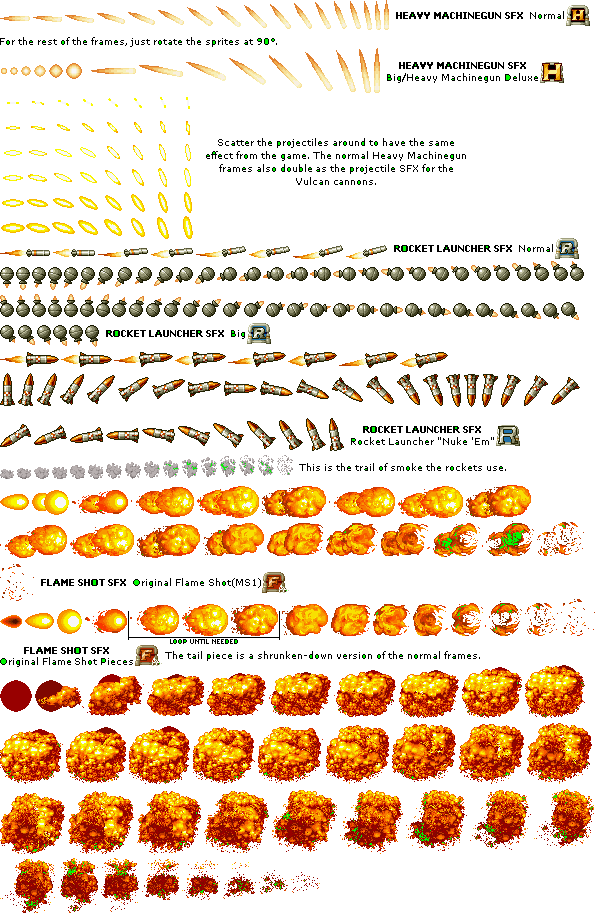 HEAVY MACHINEGUN SFX Normal H
For the rest of the frames, just rotate the sprites at 90°.
HEAVY MACHINEGUN SFX
Big/Heavy Machinegun Deluxe H
Scatter the projectiles around to have the same
effect from the game. The normal Heavy Machinegun
frames also double as the projectile SFX for the
Vulcan cannons.
ROCKET LAUNCHER SFX Normal R
ROCKET LAUNCHER SFX Big R
ROCKET LAUNCHER SFX
Rocket Launcher "Nuke 'Em" R
This is the trail of smoke the rockets use.
FLAME SHOT SFX Original Flame Shot(MS1) F
LOOP UNTIL NEEDED
FLAME SHOT SFX
Original Flame Shot Pieces F
The tail piece is a shrunken-down version of the normal frames.